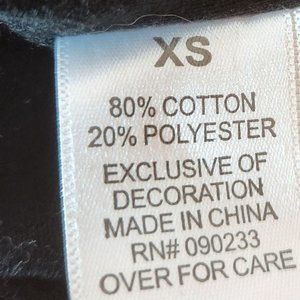 XS
80% COTTON
20% POLYESTER
EXCLUSIVE OF
DECORATION
MADE IN CHINA
RN# 090233
OVER FOR CARE